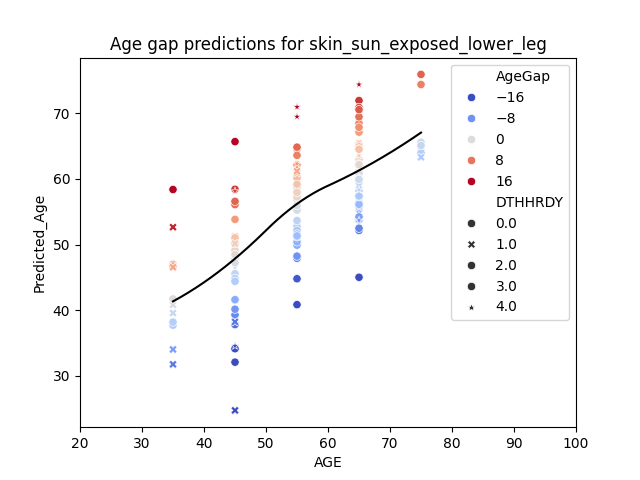 Age gap predictions for skin_sun_exposed_lower_leg
Predicted_Age
70
60
50
40
30
20 30 40 50 60 70 80 90 100
AGE
AgeGap
−16
−8
0
8
16
DTHHRDY
0.0
1.0
2.0
3.0
4.0